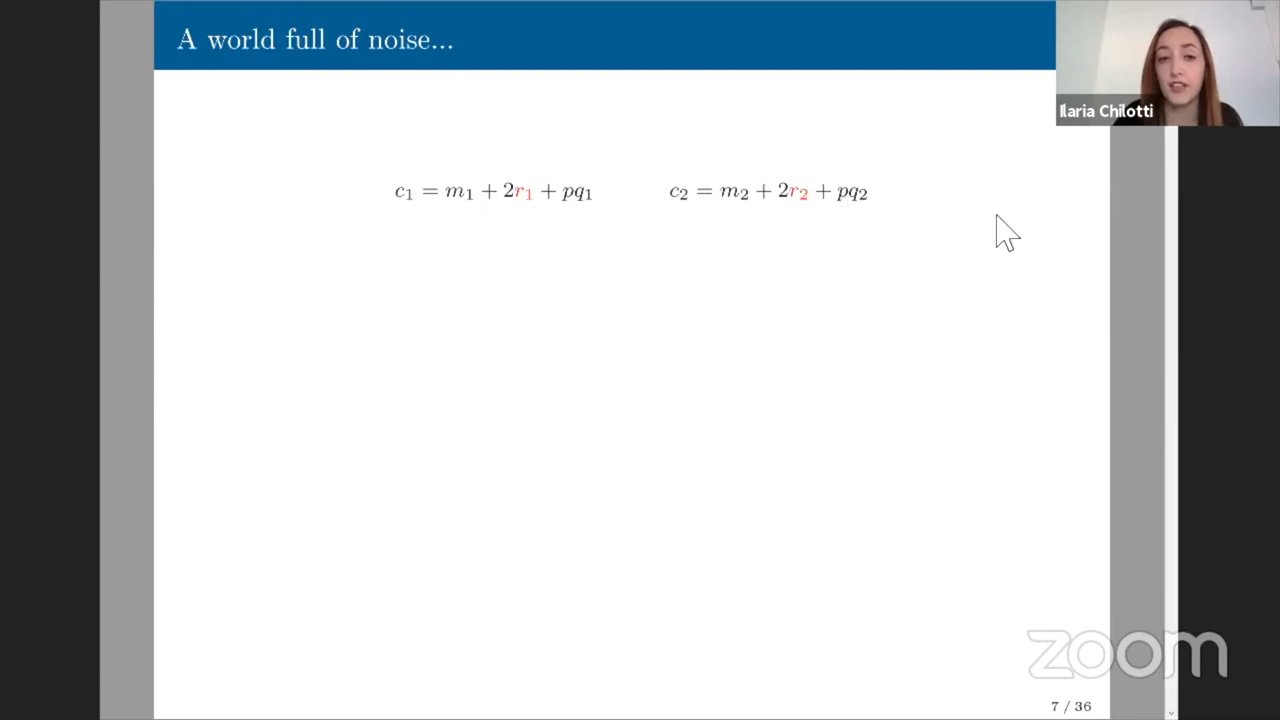 A world full of noise...
Ilaria Chilotti
c₁ = m₁ + 2r₁ + pq₁ c₂ = m₂ + 2r₂ + pq₂
zoom
7 / 36